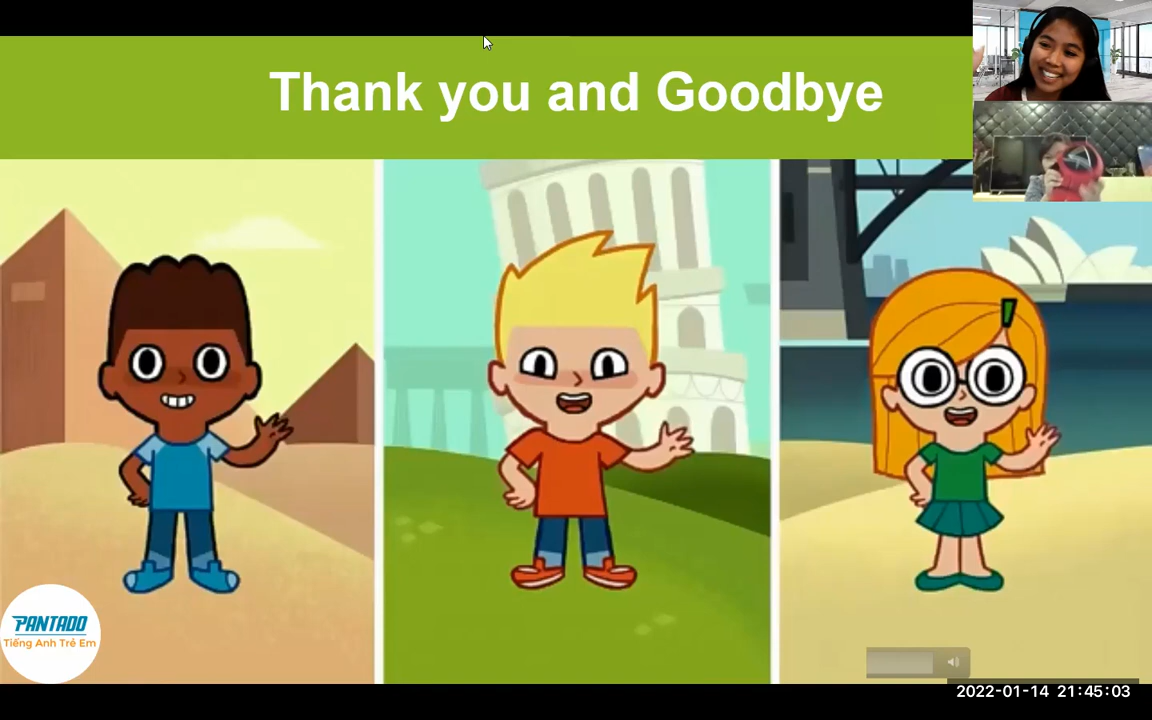 Thank you and Goodbye
PANTADO
Tiếng Anh Trẻ Em
2022-01-14 21:45:03